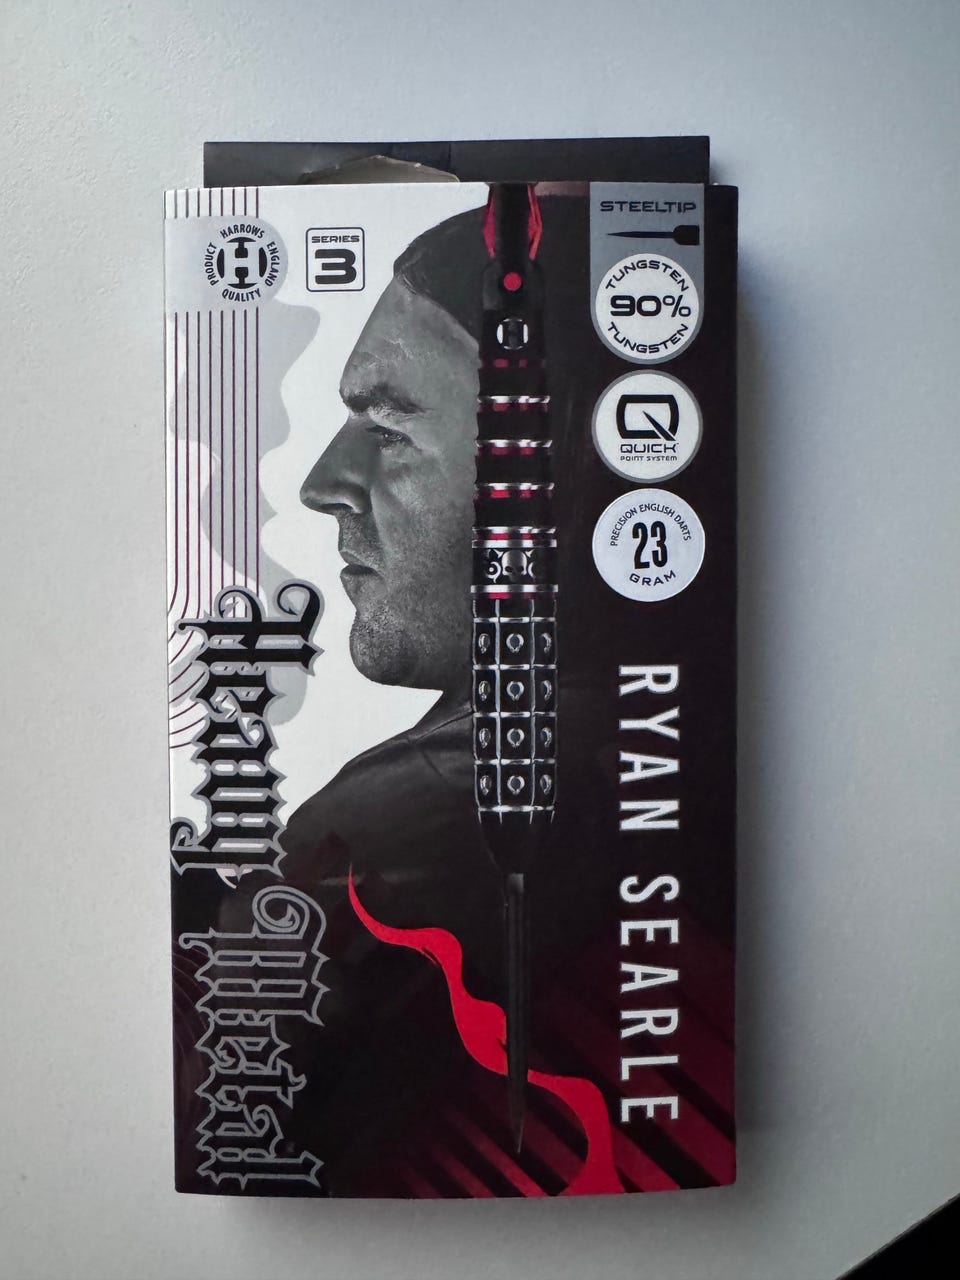 HARROWS
ENGLAND
PRODUCT
QUALITY
H
SERIES
3
STEELTIP
TUNGSTEN
90%
TUNGSTEN
Q
QUICK
POINT SYSTEM
PRECISION ENGLISH DARTS
23
GRAM
H
RYAN SEARLE
Heavy Metal